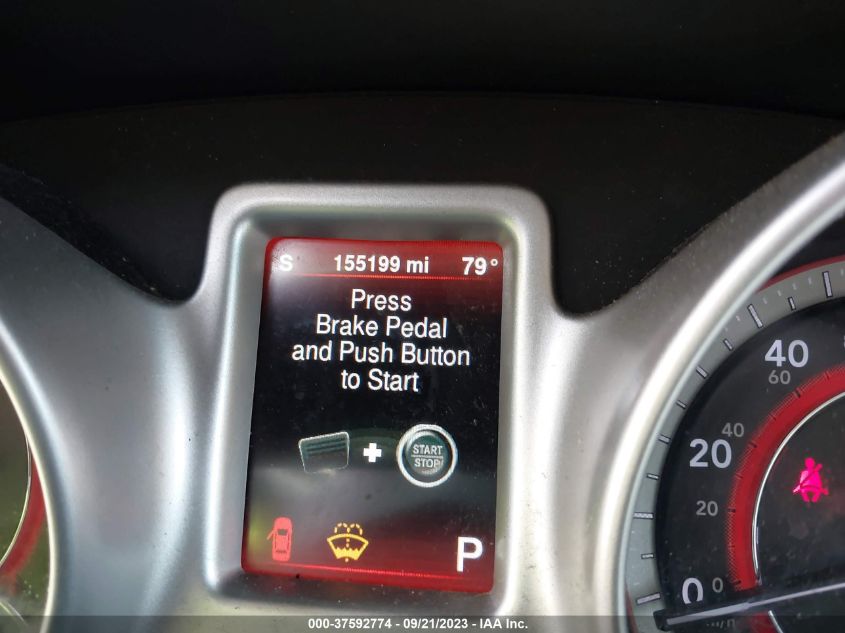 S 155199 mi 79°
Press
Brake Pedal
and Push Button
to Start
START
STOP
P
40
60
20
40
20
0
0
000-37592774 - 09/21/2023 - IAA Inc.